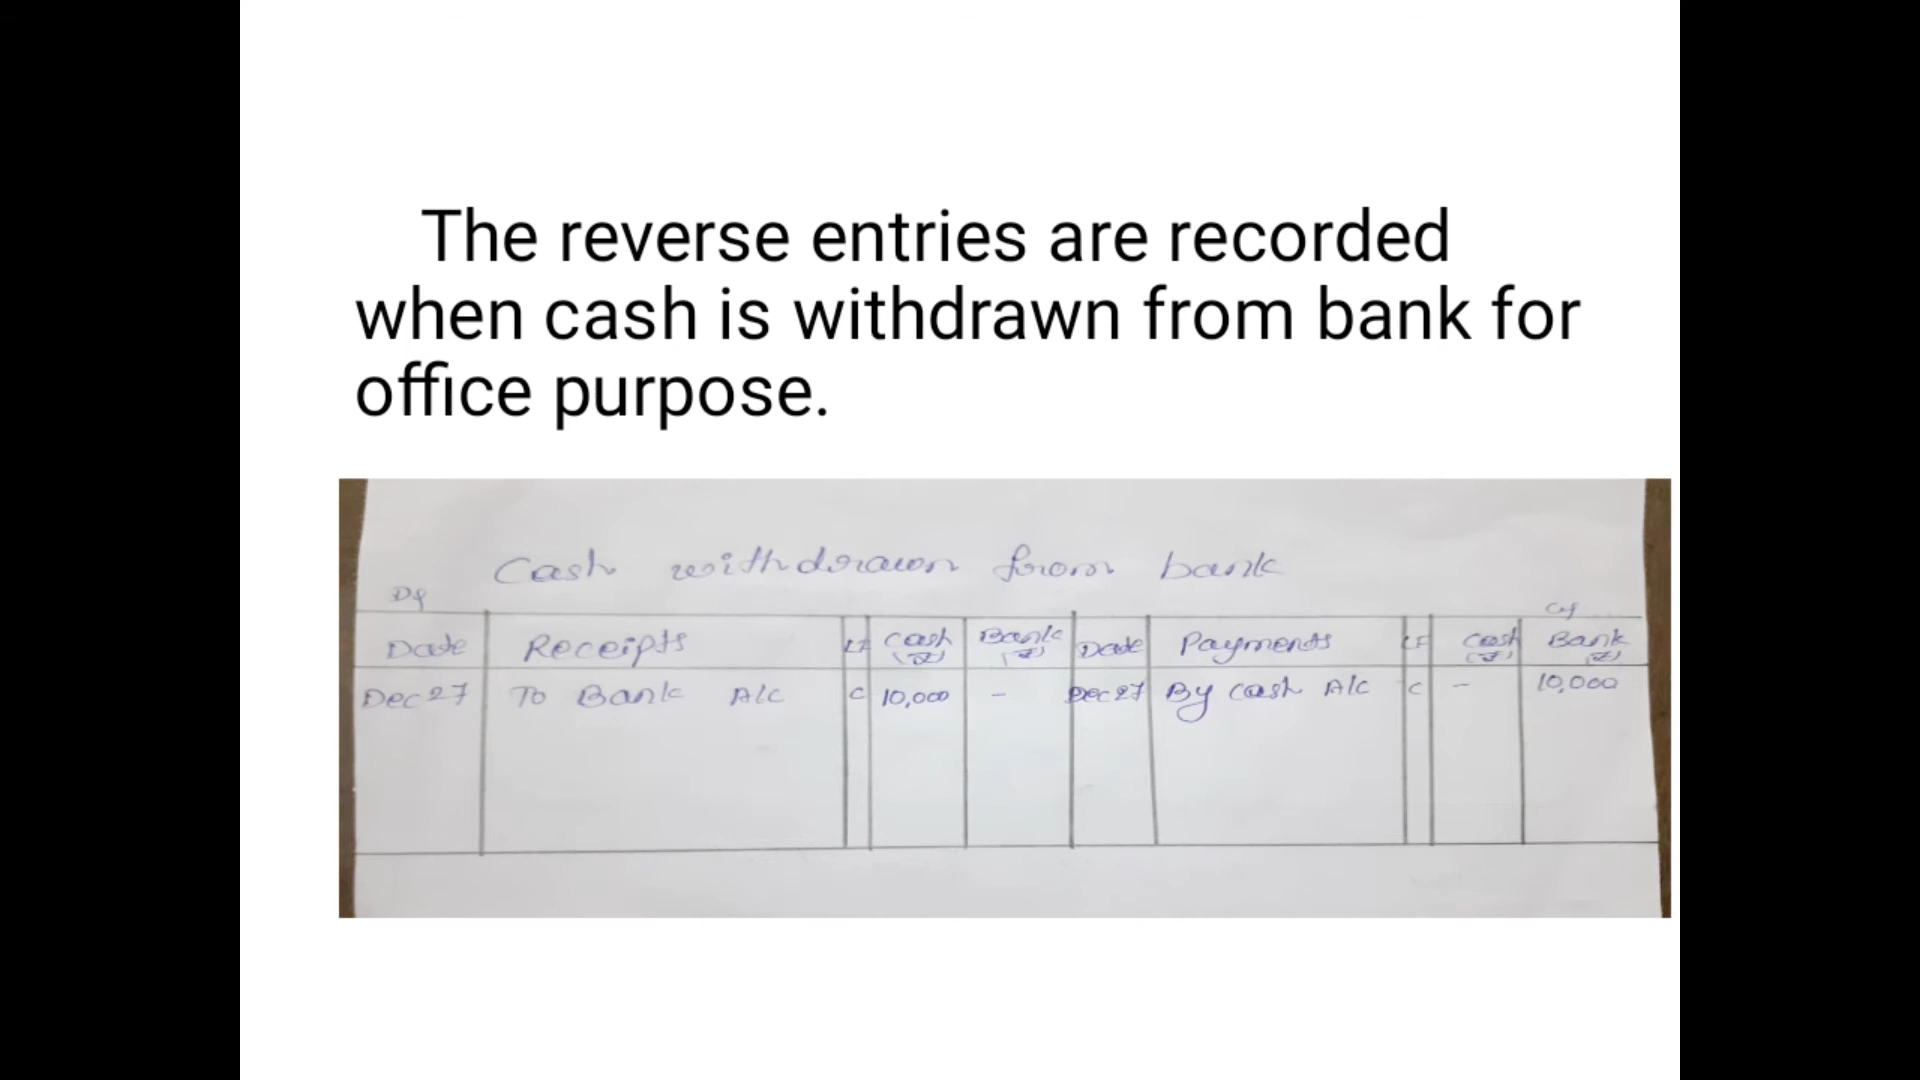 The reverse entries are recorded
when cash is withdrawn from bank for
office purpose.
Cash withdrawn from bank
Dr Cr
Date Receipts LF Cash (₹) Bank (₹) Date Payments LF Cash (₹) Bank (₹)
Dec 27 To Bank A/c C 10,000 - Dec 27 By cash A/c C - 10,000